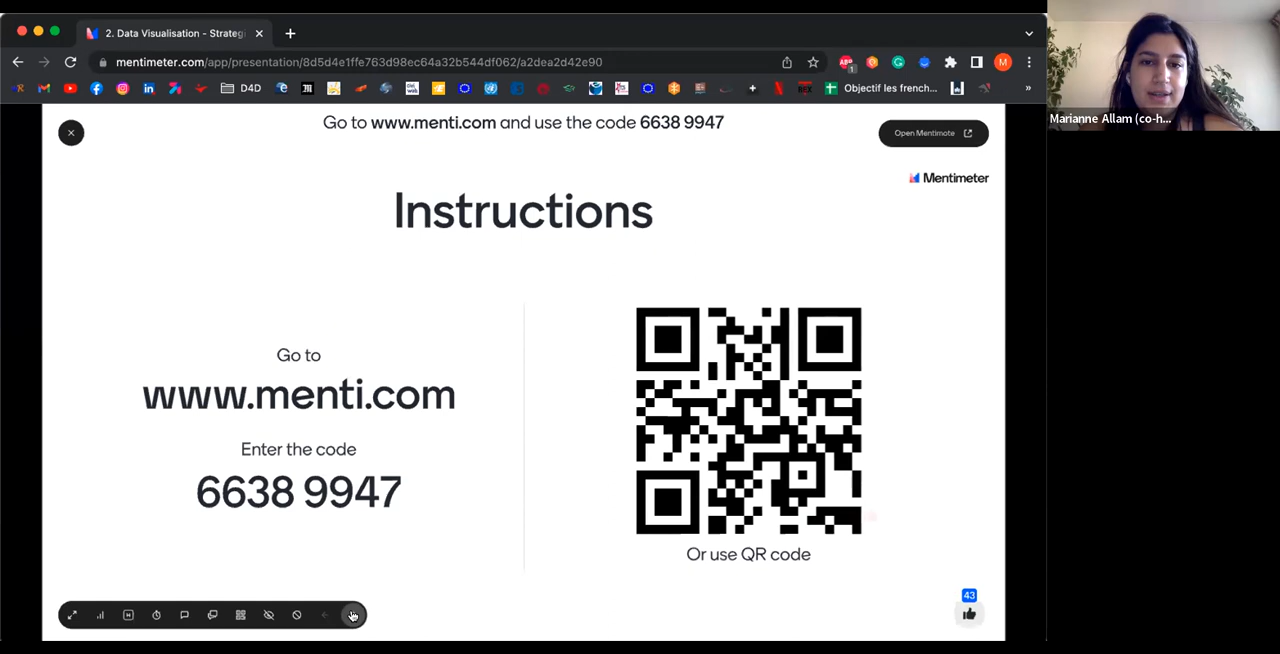 2. Data Visualisation - Strateg
mentimeter.com/app/presentation/8d5d4e1ffe763d98ec64a32b544df062/a2dea2d42e90
ABP
1
M
D4D
Objectif les french...
»
Go to www.menti.com and use the code 6638 9947
Open Mentimote
Mentimeter
Instructions
Go to
www.menti.com
Enter the code
6638 9947
Or use QR code
43
Marianne Allam (co-h...